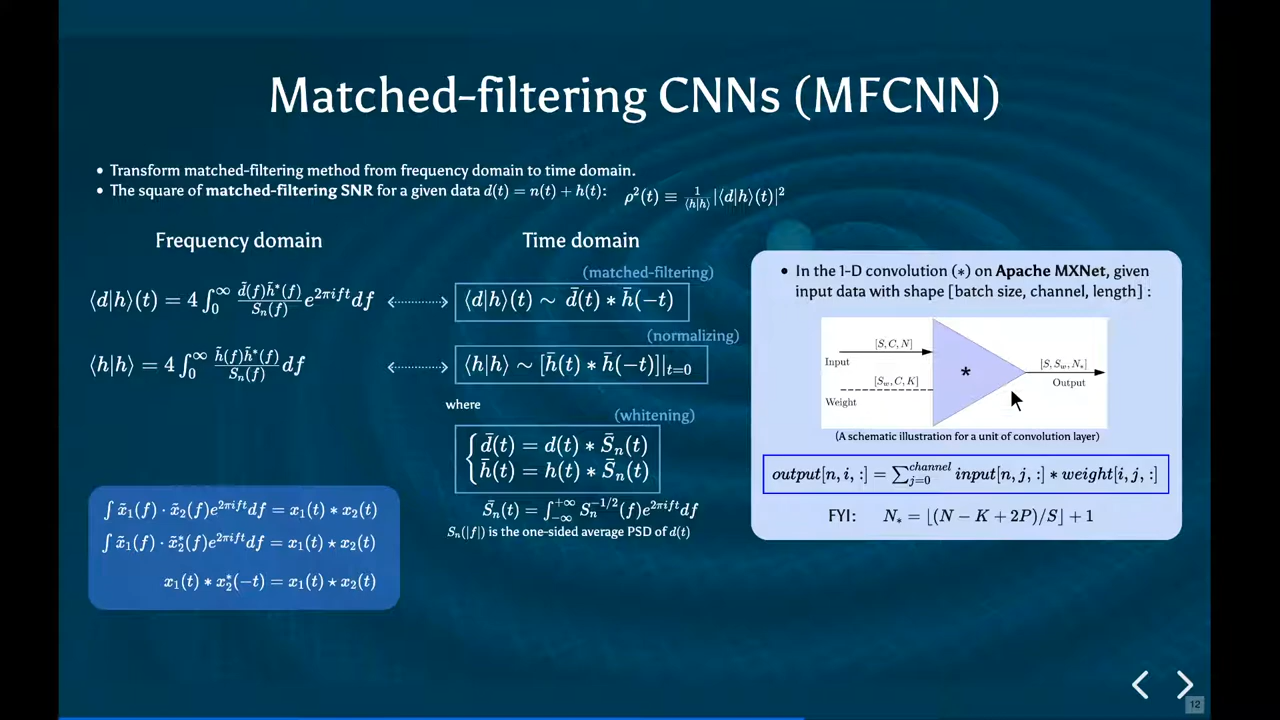 Matched-filtering CNNs (MFCNN)
• Transform matched-filtering method from frequency domain to time domain.
• The square of matched-filtering SNR for a given data d(t) = n(t) + h(t): ρ²(t) ≡ 1/⟨h|h⟩ |⟨d|h⟩(t)|²
Frequency domain
⟨d|h⟩(t) = 4 ∫₀^∞ d̃(f)h̃*(f)/Sₙ(f) e^{2πift} df
⟨h|h⟩ = 4 ∫₀^∞ h̃(f)h̃*(f)/Sₙ(f) df
Time domain
(matched-filtering)
⟨d|h⟩(t) ∼ d̄(t) ∗ h̄(−t)
(normalizing)
⟨h|h⟩ ∼ [h̄(t) ∗ h̄(−t)]|ₜ₌₀
where
(whitening)
d̄(t) = d(t) ∗ S̄ₙ(t)
h̄(t) = h(t) ∗ S̄ₙ(t)
S̄ₙ(t) = ∫_{−∞}^{+∞} Sₙ^{−1/2}(f)e^{2πift} df
Sₙ(|f|) is the one-sided average PSD of d(t)
∫ x̃₁(f) · x̃₂(f)e^{2πift} df = x₁(t) ∗ x₂(t)
∫ x̃₁(f) · x̃₂*(f)e^{2πift} df = x₁(t) ⋆ x₂(t)
x₁(t) ∗ x₂*(−t) = x₁(t) ⋆ x₂(t)
• In the 1-D convolution (∗) on Apache MXNet, given
input data with shape [batch size, channel, length] :
[S, C, N]
Input
[S_w, C, K]
Weight
*
[S, S_w, N_*]
Output
(A schematic illustration for a unit of convolution layer)
output[n, i, :] = ∑_{j=0}^{channel} input[n, j, :] ∗ weight[i, j, :]
FYI: N_* = ⌊(N − K + 2P)/S⌋ + 1
12